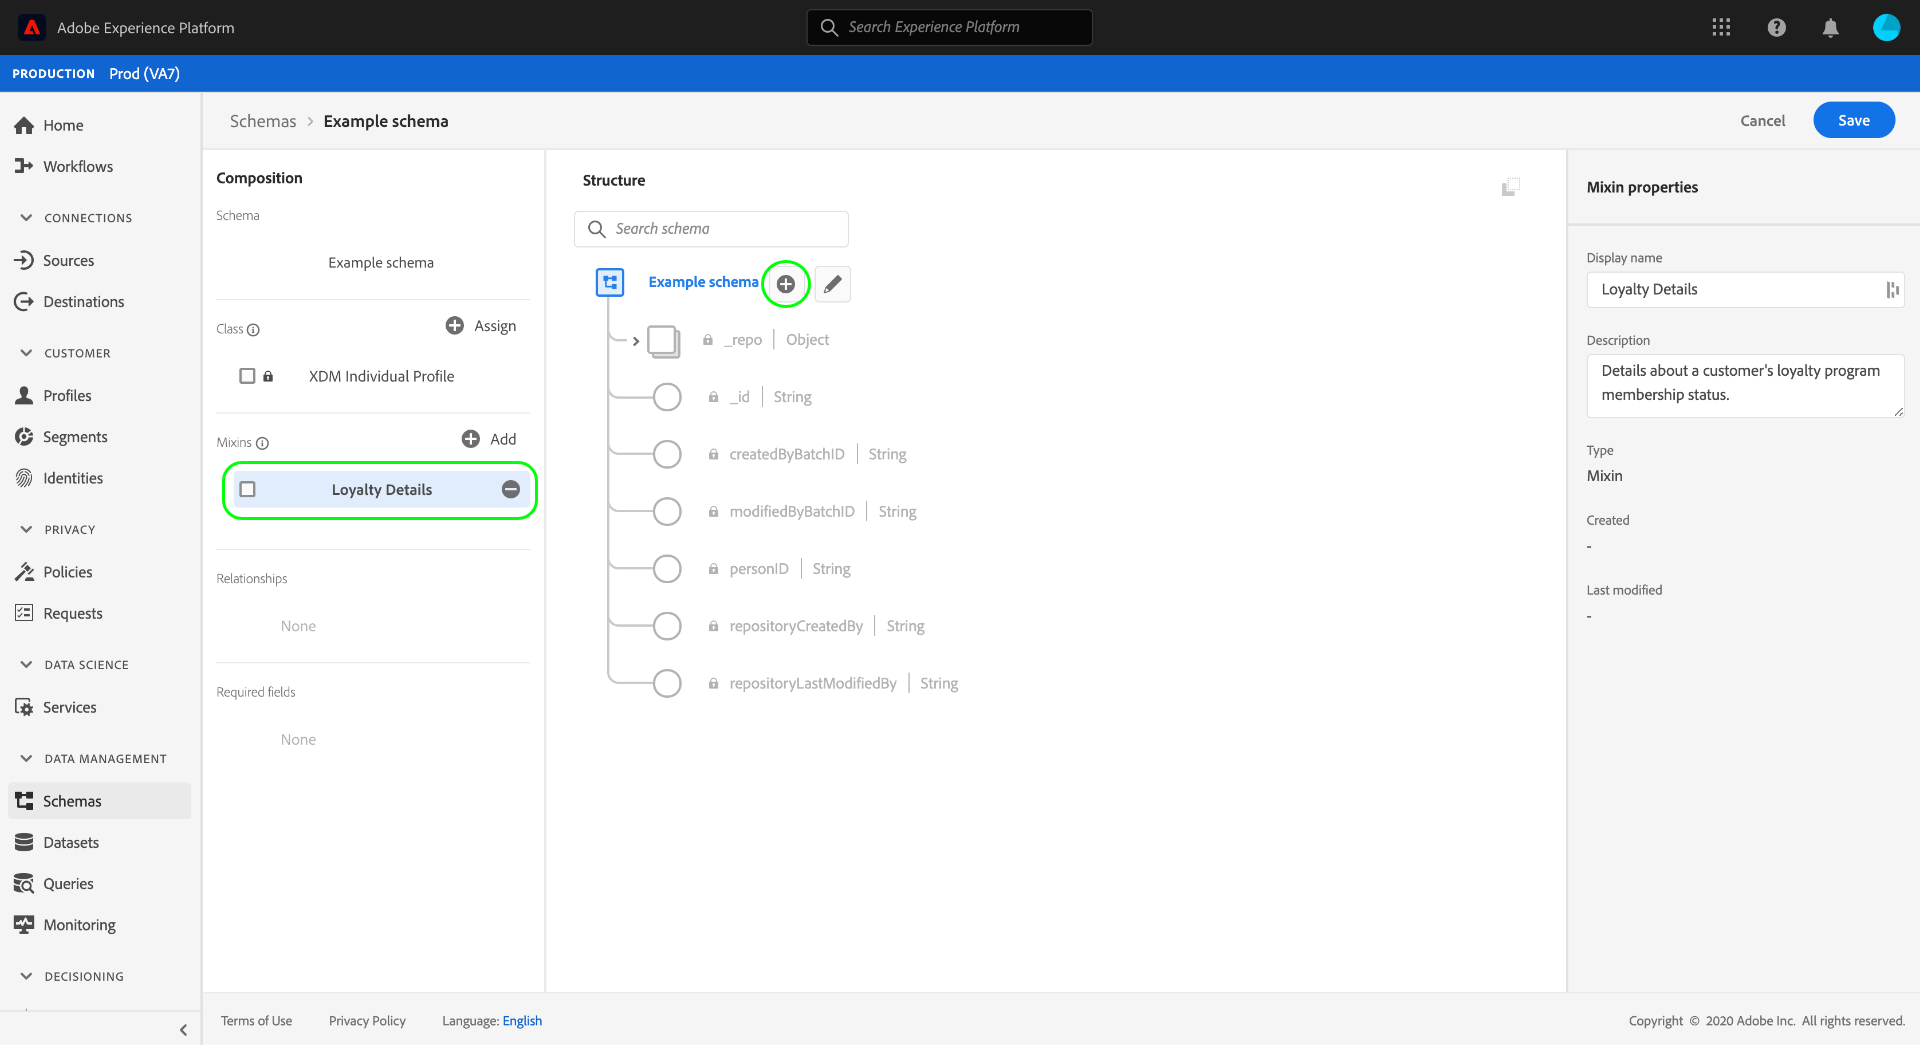 Adobe Experience Platform
Search Experience Platform
PRODUCTION Prod (VA7)
Home
Workflows
CONNECTIONS
Sources
Destinations
CUSTOMER
Profiles
Segments
Identities
PRIVACY
Policies
Requests
DATA SCIENCE
Services
DATA MANAGEMENT
Schemas
Datasets
Queries
Monitoring
DECISIONING
Schemas > Example schema
Cancel
Save
Composition
Schema
Example schema
Class
Assign
XDM Individual Profile
Mixins
Add
Loyalty Details
Relationships
None
Required fields
None
Structure
Search schema
Example schema
_repo | Object
_id | String
createdByBatchID | String
modifiedByBatchID | String
personID | String
repositoryCreatedBy | String
repositoryLastModifiedBy | String
Mixin properties
Display name
Loyalty Details
Description
Details about a customer's loyalty program
membership status.
Type
Mixin
Created
-
Last modified
-
Terms of Use Privacy Policy Language: English
Copyright © 2020 Adobe Inc. All rights reserved.